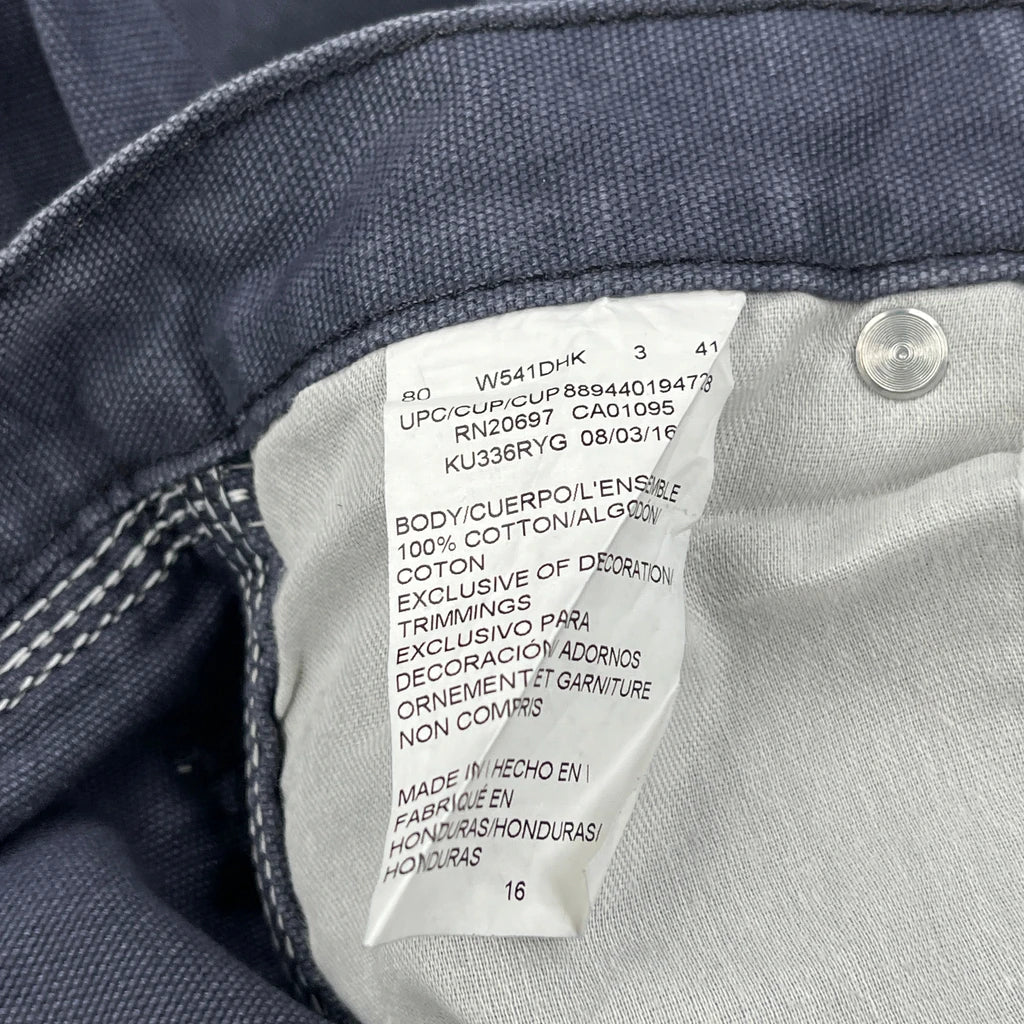 80 W541DHK 3 41
UPC/CUP/CUP 889440194728
RN20697 CA01095
KU336RYG 08/03/16
BODY/CUERPO/L'ENSEMBLE
100% COTTON/ALGODON/
COTON
EXCLUSIVE OF DECORATION/
TRIMMINGS
EXCLUSIVO PARA
DECORACIÓN/ADORNOS
ORNEMENT ET GARNITURE
NON COMPRIS
MADE IN / HECHO EN /
FABRIQUÉ EN
HONDURAS/HONDURAS/
HONDURAS
16